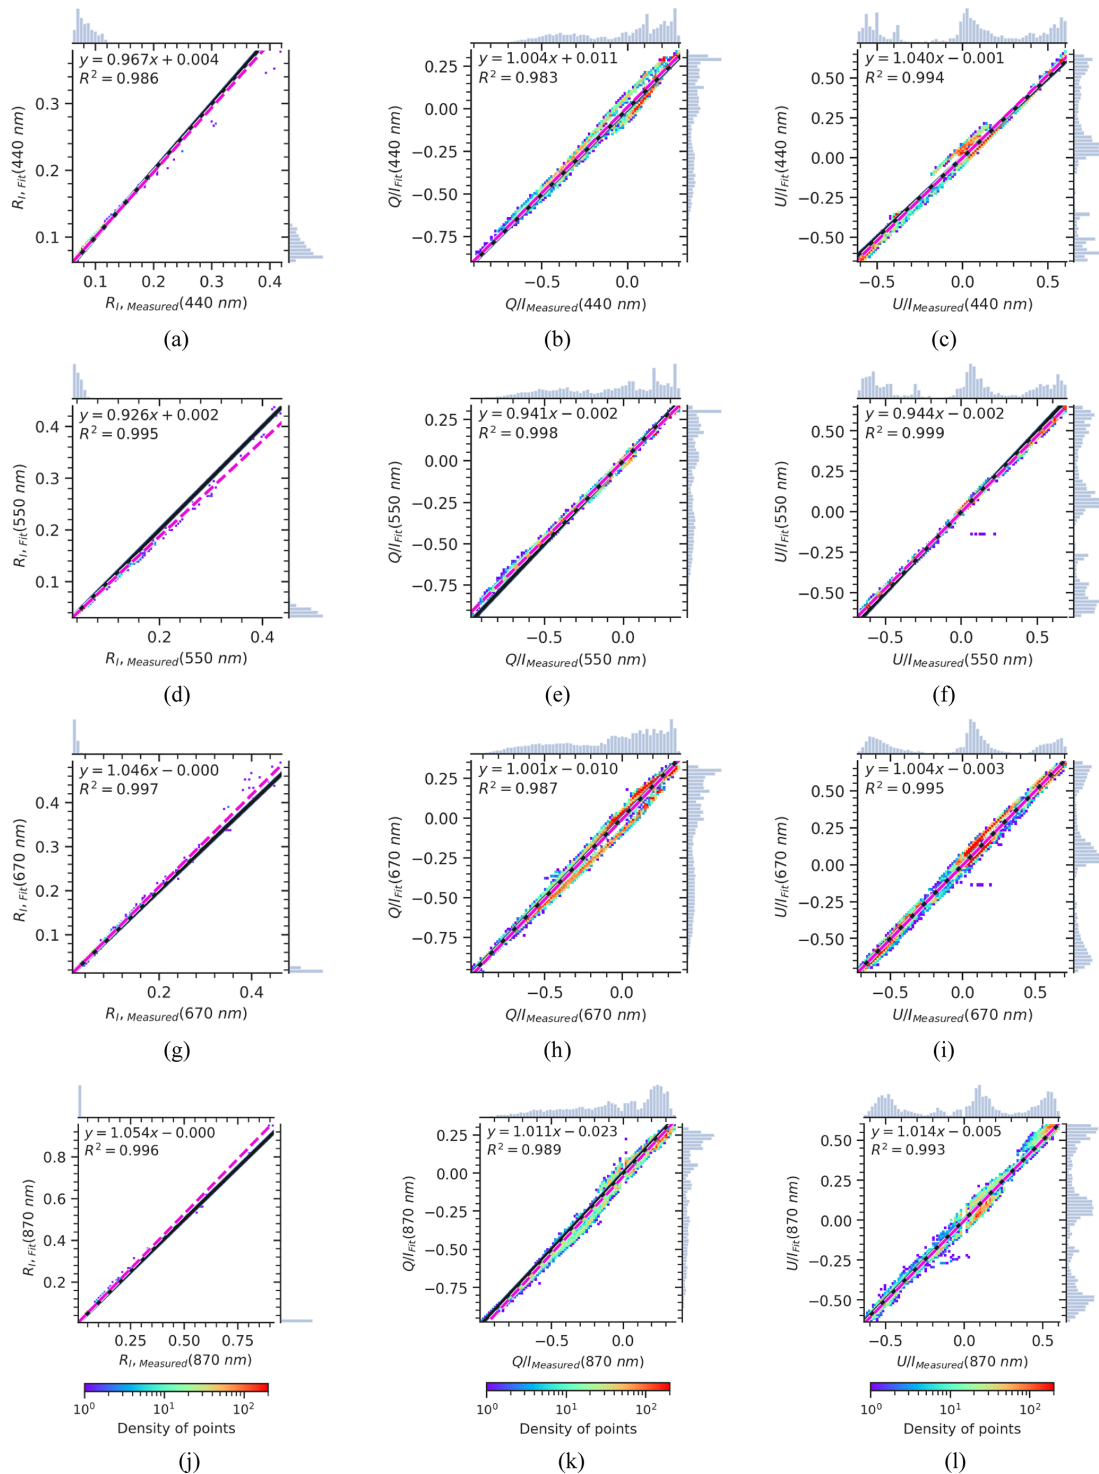 y = 0.967x + 0.004
R² = 0.986
0.3
0.2
0.1
0.1 0.2 0.3 0.4
R_I, Fit(440 nm)
R_I, Measured(440 nm)
(a)
y = 1.004x + 0.011
R² = 0.983
0.25
0.00
−0.25
−0.50
−0.75
−0.5 0.0
Q/I_Fit(440 nm)
Q/I_Measured(440 nm)
(b)
y = 1.040x − 0.001
R² = 0.994
0.50
0.25
0.00
−0.25
−0.50
−0.5 0.0 0.5
U/I_Fit(440 nm)
U/I_Measured(440 nm)
(c)
y = 0.926x + 0.002
R² = 0.995
0.4
0.3
0.2
0.1
0.2 0.4
R_I, Fit(550 nm)
R_I, Measured(550 nm)
(d)
y = 0.941x − 0.002
R² = 0.998
0.25
0.00
−0.25
−0.50
−0.75
−0.5 0.0
Q/I_Fit(550 nm)
Q/I_Measured(550 nm)
(e)
y = 0.944x − 0.002
R² = 0.999
0.50
0.25
0.00
−0.25
−0.50
−0.5 0.0 0.5
U/I_Fit(550 nm)
U/I_Measured(550 nm)
(f)
y = 1.046x − 0.000
R² = 0.997
0.4
0.3
0.2
0.1
0.2 0.4
R_I, Fit(670 nm)
R_I, Measured(670 nm)
(g)
y = 1.001x − 0.010
R² = 0.987
0.25
0.00
−0.25
−0.50
−0.75
−0.5 0.0
Q/I_Fit(670 nm)
Q/I_Measured(670 nm)
(h)
y = 1.004x − 0.003
R² = 0.995
0.50
0.25
0.00
−0.25
−0.50
−0.5 0.0 0.5
U/I_Fit(670 nm)
U/I_Measured(670 nm)
(i)
y = 1.054x − 0.000
R² = 0.996
0.8
0.6
0.4
0.2
0.25 0.50 0.75
R_I, Fit(870 nm)
R_I, Measured(870 nm)
10⁰ 10¹ 10²
Density of points
(j)
y = 1.011x − 0.023
R² = 0.989
0.25
0.00
−0.25
−0.50
−0.75
−0.5 0.0
Q/I_Fit(870 nm)
Q/I_Measured(870 nm)
10⁰ 10¹ 10²
Density of points
(k)
y = 1.014x − 0.005
R² = 0.993
0.50
0.25
0.00
−0.25
−0.50
−0.5 0.0 0.5
U/I_Fit(870 nm)
U/I_Measured(870 nm)
10⁰ 10¹ 10²
Density of points
(l)